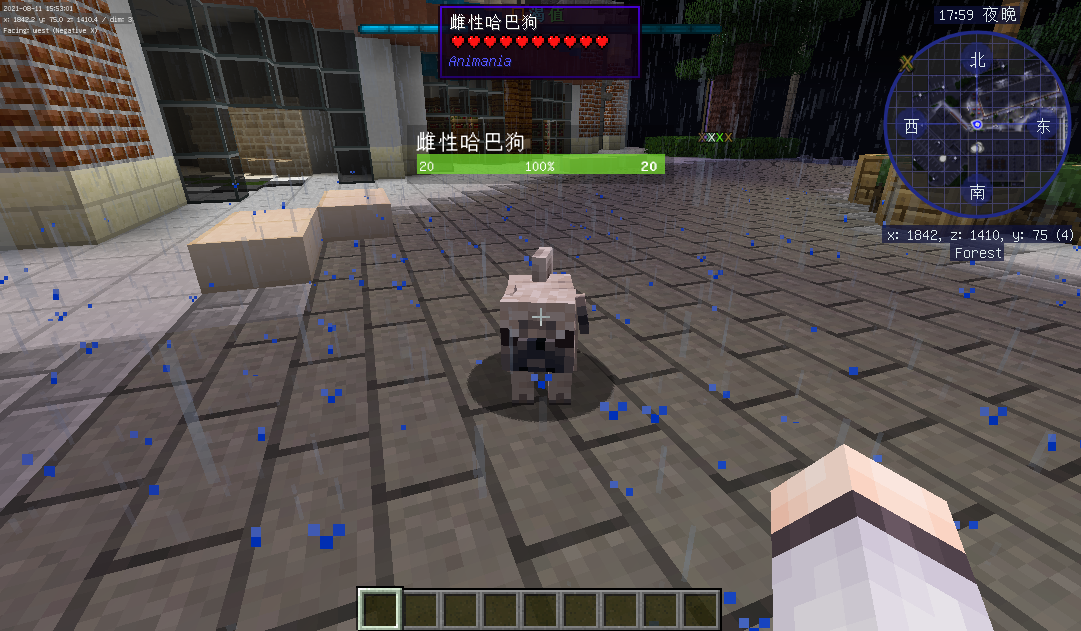 2021-08-11 15:53:01
x: 1842.2 y: 75.0 z: 1410.4 / dim: 3
Facing: west (Negative X)
雌性哈巴狗
Animania
雌性哈巴狗
20 100% 20
17:59 夜晚
北
西 东
南
x: 1842, z: 1410, y: 75 (4)
Forest